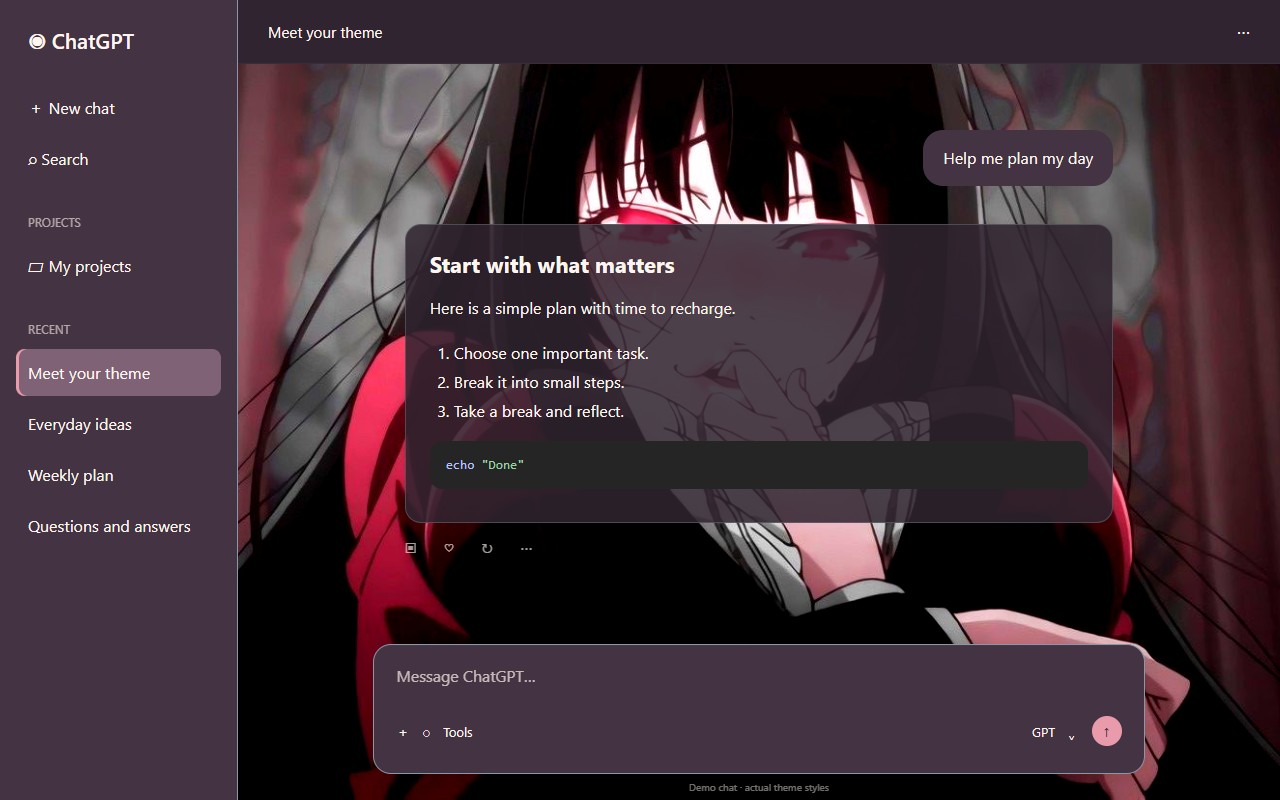 ChatGPT
+ New chat
Search
PROJECTS
My projects
RECENT
Meet your theme
Everyday ideas
Weekly plan
Questions and answers
Meet your theme
...
Help me plan my day
Start with what matters
Here is a simple plan with time to recharge.
1. Choose one important task.
2. Break it into small steps.
3. Take a break and reflect.
echo "Done"
...
Message ChatGPT...
+ Tools
GPT
Demo chat · actual theme styles